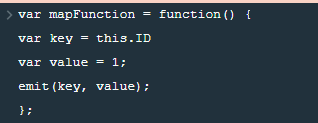 > var mapFunction = function() {
var key = this.ID
var value = 1;
emit(key, value);
};